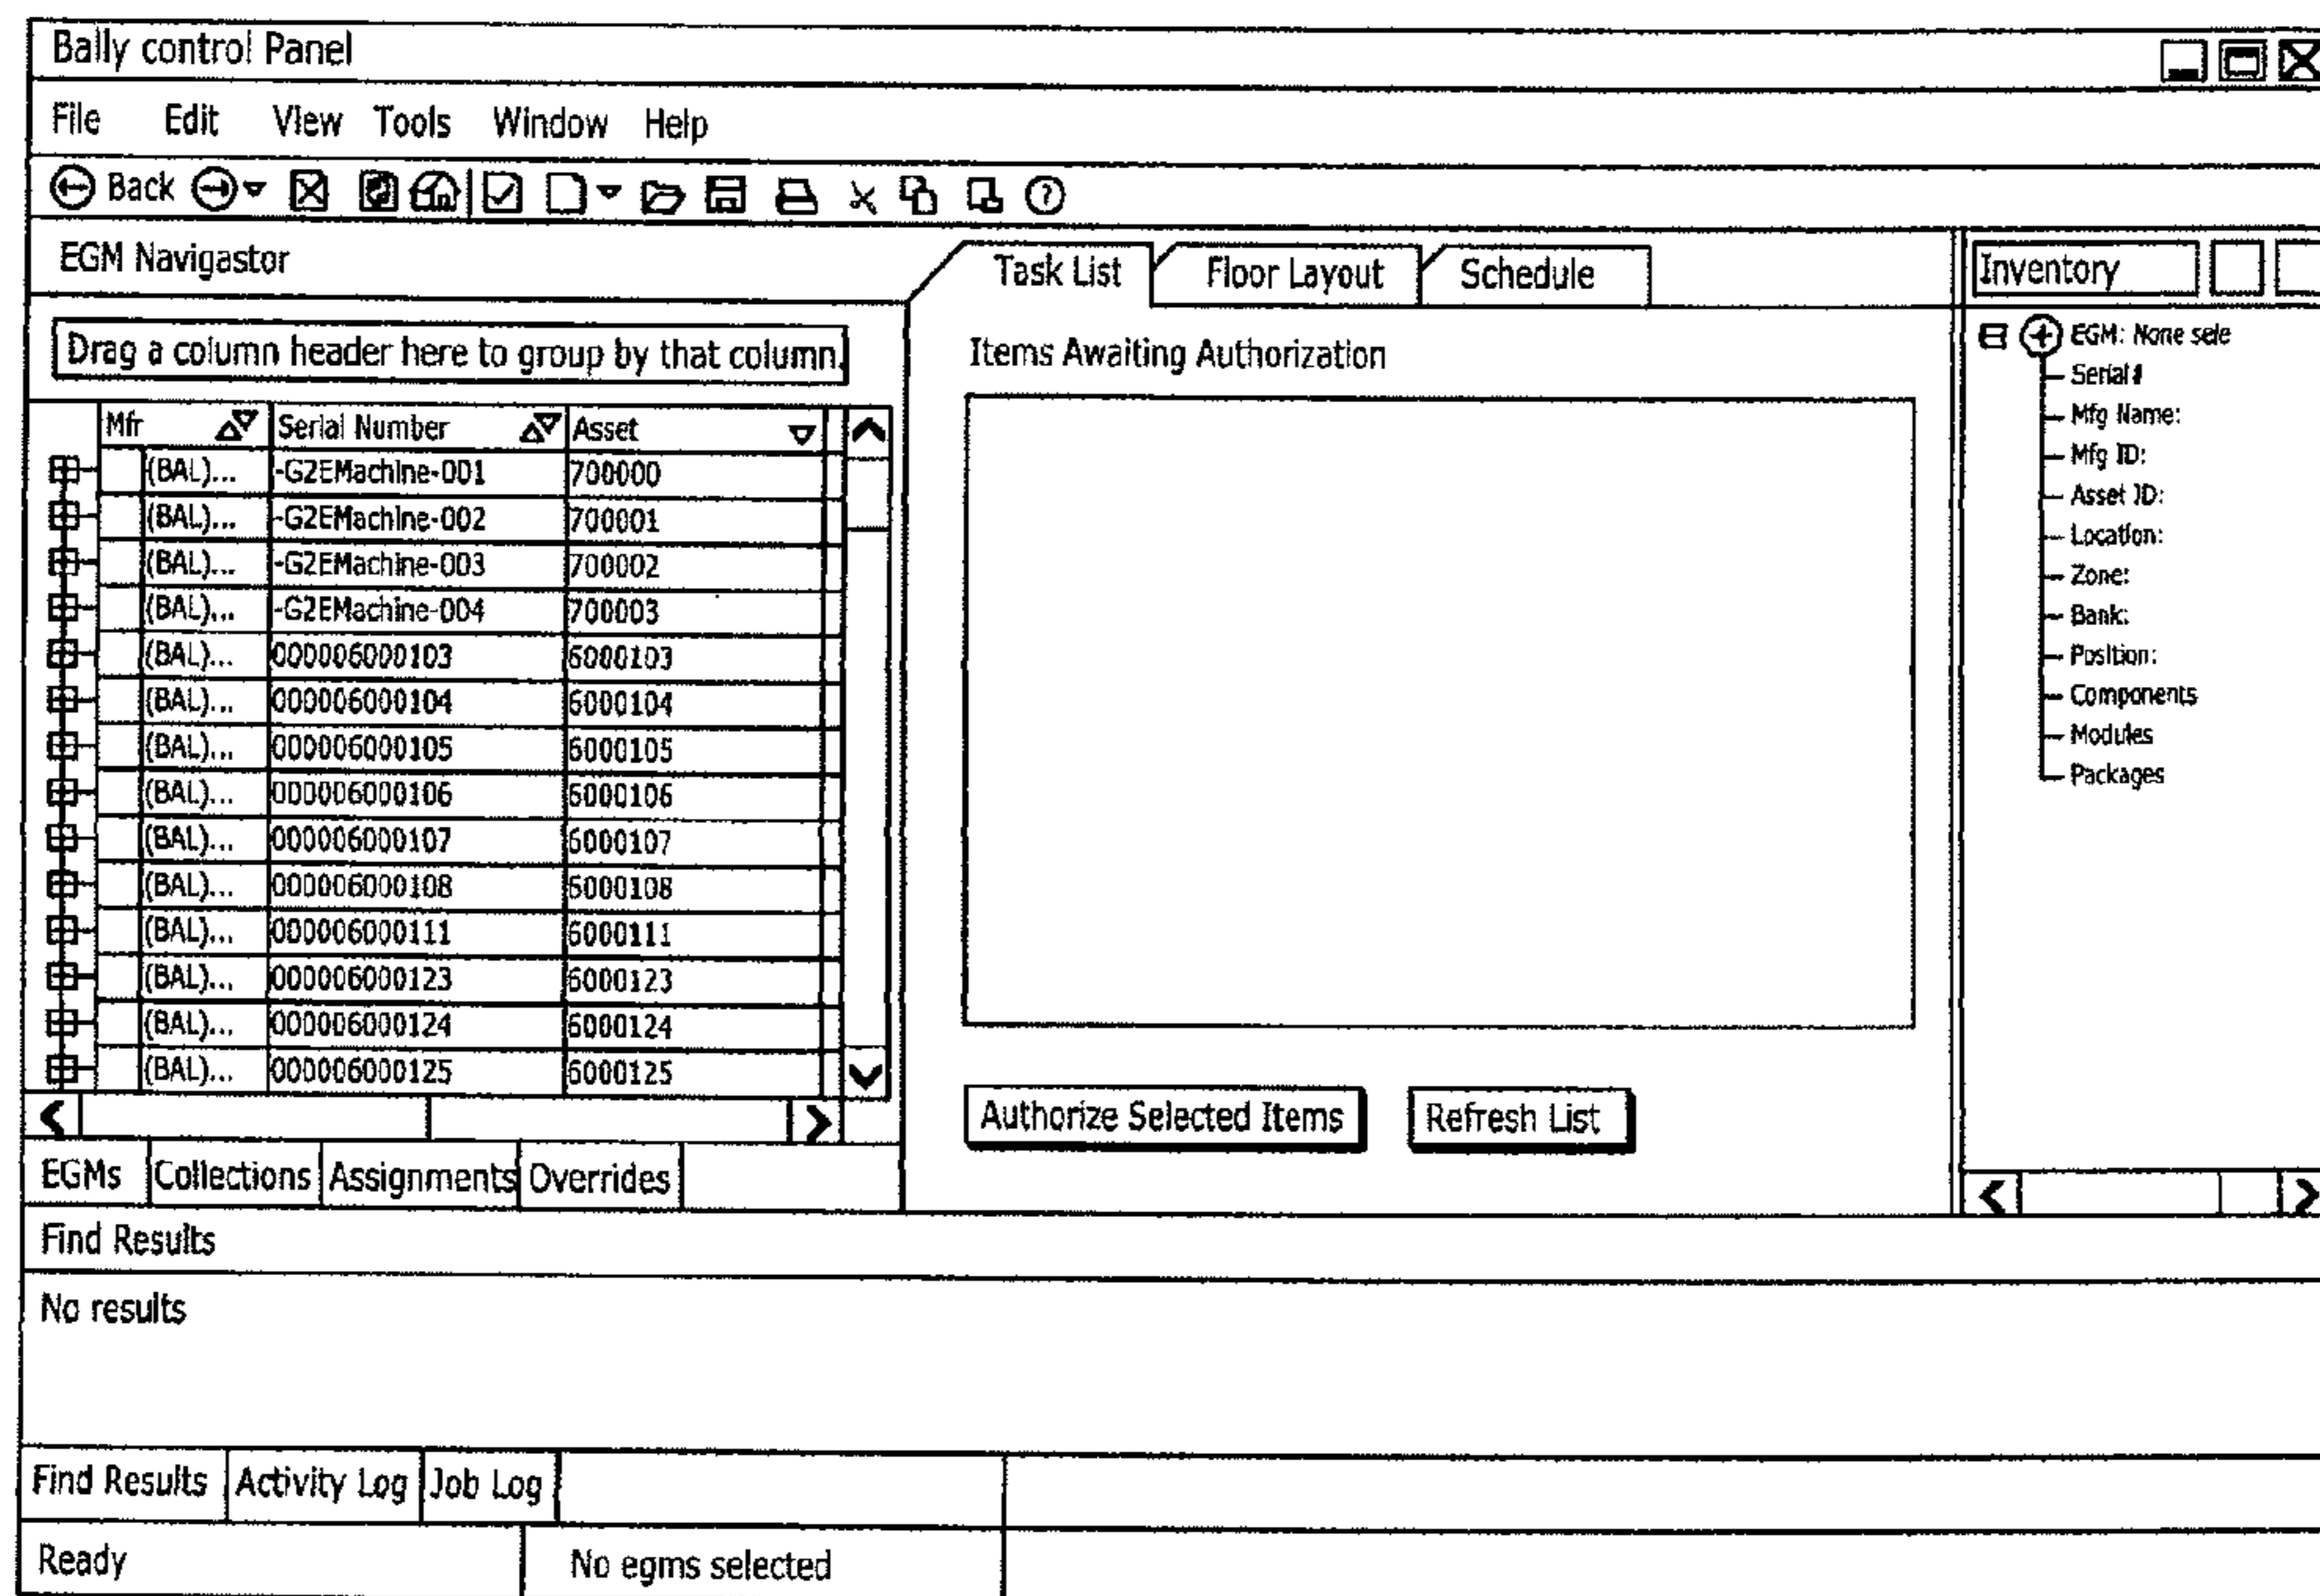 Bally control Panel
File Edit View Tools Window Help
Back
EGM Navigastor
Drag a column header here to group by that column.
Mfr Serial Number Asset
(BAL)... -G2EMachine-001 700000
(BAL)... -G2EMachine-002 700001
(BAL)... -G2EMachine-003 700002
(BAL)... -G2EMachine-004 700003
(BAL)... 000006000103 6000103
(BAL)... 000006000104 6000104
(BAL)... 000006000105 6000105
(BAL)... 000006000106 6000106
(BAL)... 000006000107 6000107
(BAL)... 000006000108 6000108
(BAL)... 000006000111 6000111
(BAL)... 000006000123 6000123
(BAL)... 000006000124 6000124
(BAL)... 000006000125 6000125
EGMs Collections Assignments Overrides
Task List Floor Layout Schedule
Items Awaiting Authorization
Authorize Selected Items Refresh List
Inventory
EGM: None sele
Serial#
Mfg Name:
Mfg ID:
Asset ID:
Location:
Zone:
Bank:
Position:
Components
Modules
Packages
Find Results
No results
Find Results Activity Log Job Log
Ready No egms selected